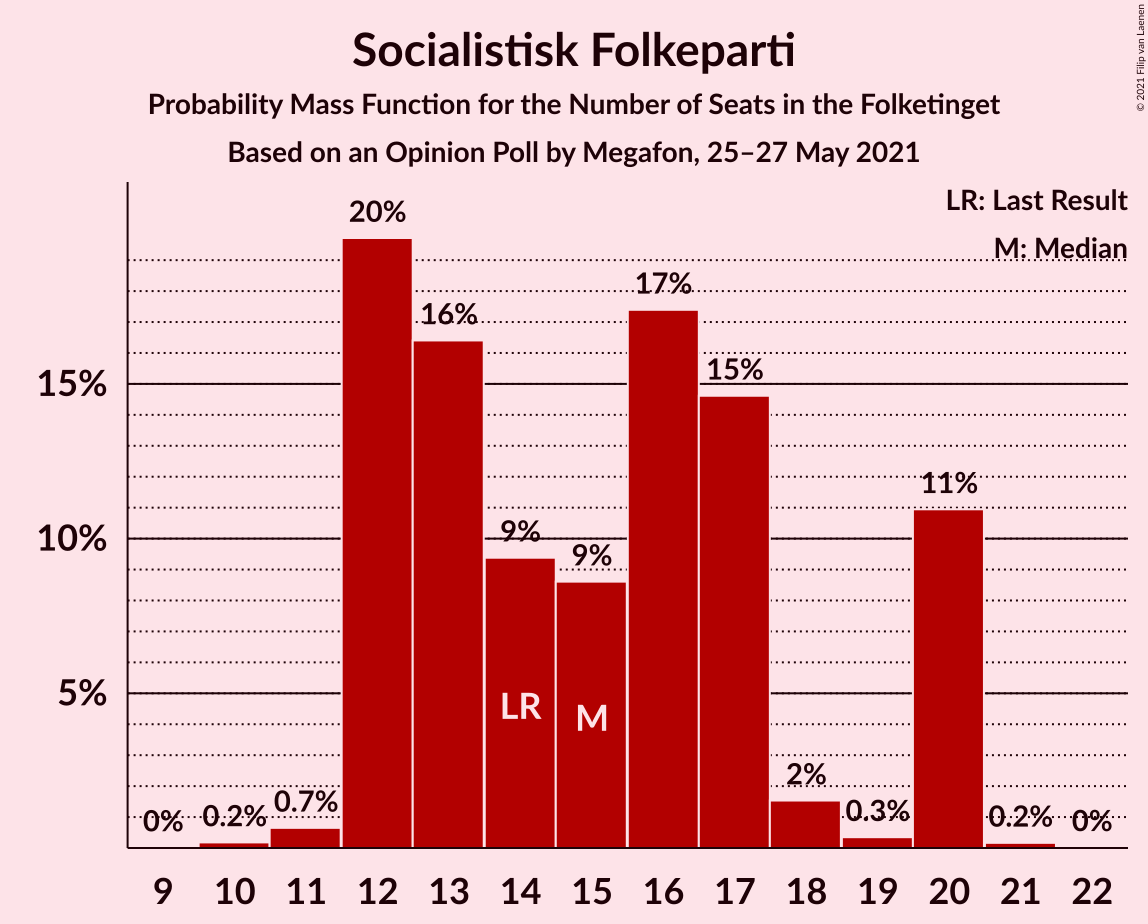 Socialistisk Folkeparti
Probability Mass Function for the Number of Seats in the Folketinget
Based on an Opinion Poll by Megafon, 25–27 May 2021
© 2021 Filip van Laenen
LR: Last Result
M: Median
20%
17%
16%
15%
15%
11%
10%
9%
9%
5%
LR
M
2%
0.7%
0.3%
0%
0.2%
0.2%
0%
9 10 11 12 13 14 15 16 17 18 19 20 21 22